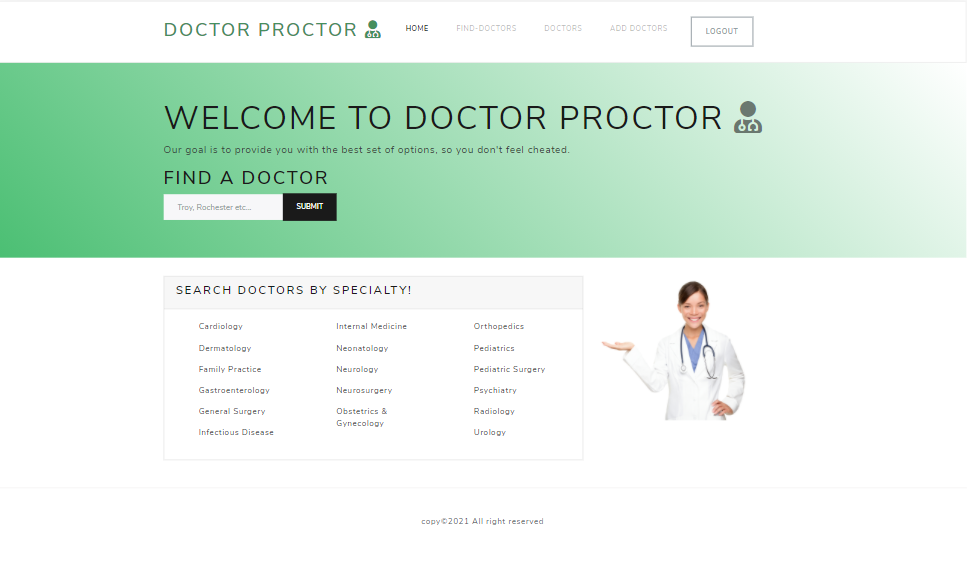 DOCTOR PROCTOR HOME FIND-DOCTORS DOCTORS ADD DOCTORS LOGOUT
WELCOME TO DOCTOR PROCTOR
Our goal is to provide you with the best set of options, so you don't feel cheated.
FIND A DOCTOR
Troy, Rochester etc... SUBMIT
SEARCH DOCTORS BY SPECIALTY!
Cardiology
Dermatology
Family Practice
Gastroenterology
General Surgery
Infectious Disease
Internal Medicine
Neonatology
Neurology
Neurosurgery
Obstetrics &
Gynecology
Orthopedics
Pediatrics
Pediatric Surgery
Psychiatry
Radiology
Urology
copy©2021 All right reserved